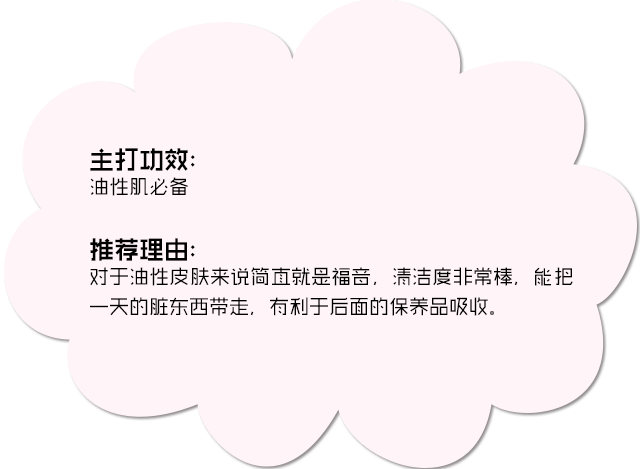 主打功效：
油性肌必备
推荐理由：
对于油性皮肤来说简直就是福音，清洁度非常棒，能把
一天的脏东西带走，有利于后面的保养品吸收。